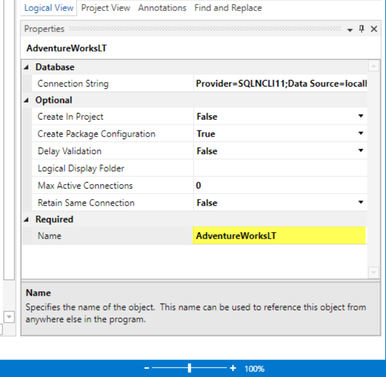 Logical View Project View Annotations Find and Replace
Properties
AdventureWorksLT
Database
Connection String Provider=SQLNCLI11;Data Source=locall
Optional
Create In Project False
Create Package Configuration True
Delay Validation False
Logical Display Folder
Max Active Connections 0
Retain Same Connection False
Required
Name AdventureWorksLT
Name
Specifies the name of the object. This name can be used to reference this object from
anywhere else in the program.
100%